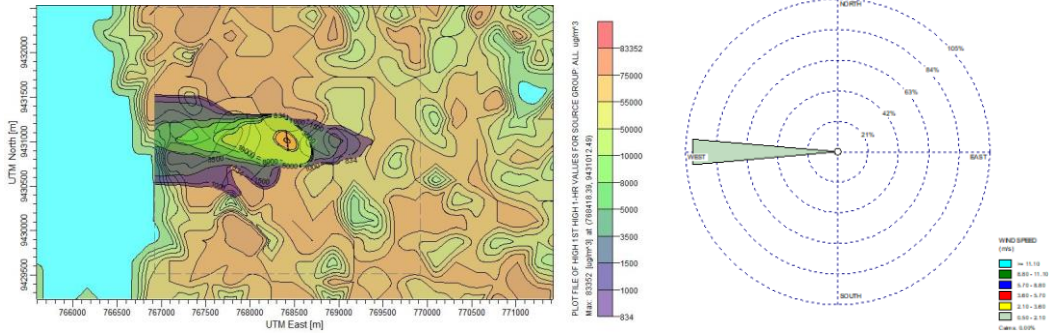 UTM North [m]
9432000
9431500
9431000
9430500
9430000
9429500
766000
766500
767000
767500
768000
768500
769000
769500
770000
770500
771000
UTM East [m]
834
PLOT FILE OF HIGH 1ST HIGH 1-HR VALUES FOR SOURCE GROUP: ALL ug/m^3
Max: 83352 [ug/m^3] at (768418.39, 9431012.49)
83352
75000
55000
50000
10000
8000
5000
3500
1500
1000
834
NORTH
105%
84%
63%
42%
21%
WEST
EAST
SOUTH
WIND SPEED
(m/s)
>= 11.10
8.80 - 11.10
5.70 - 8.80
3.60 - 5.70
2.10 - 3.60
0.50 - 2.10
Calms: 0.00%